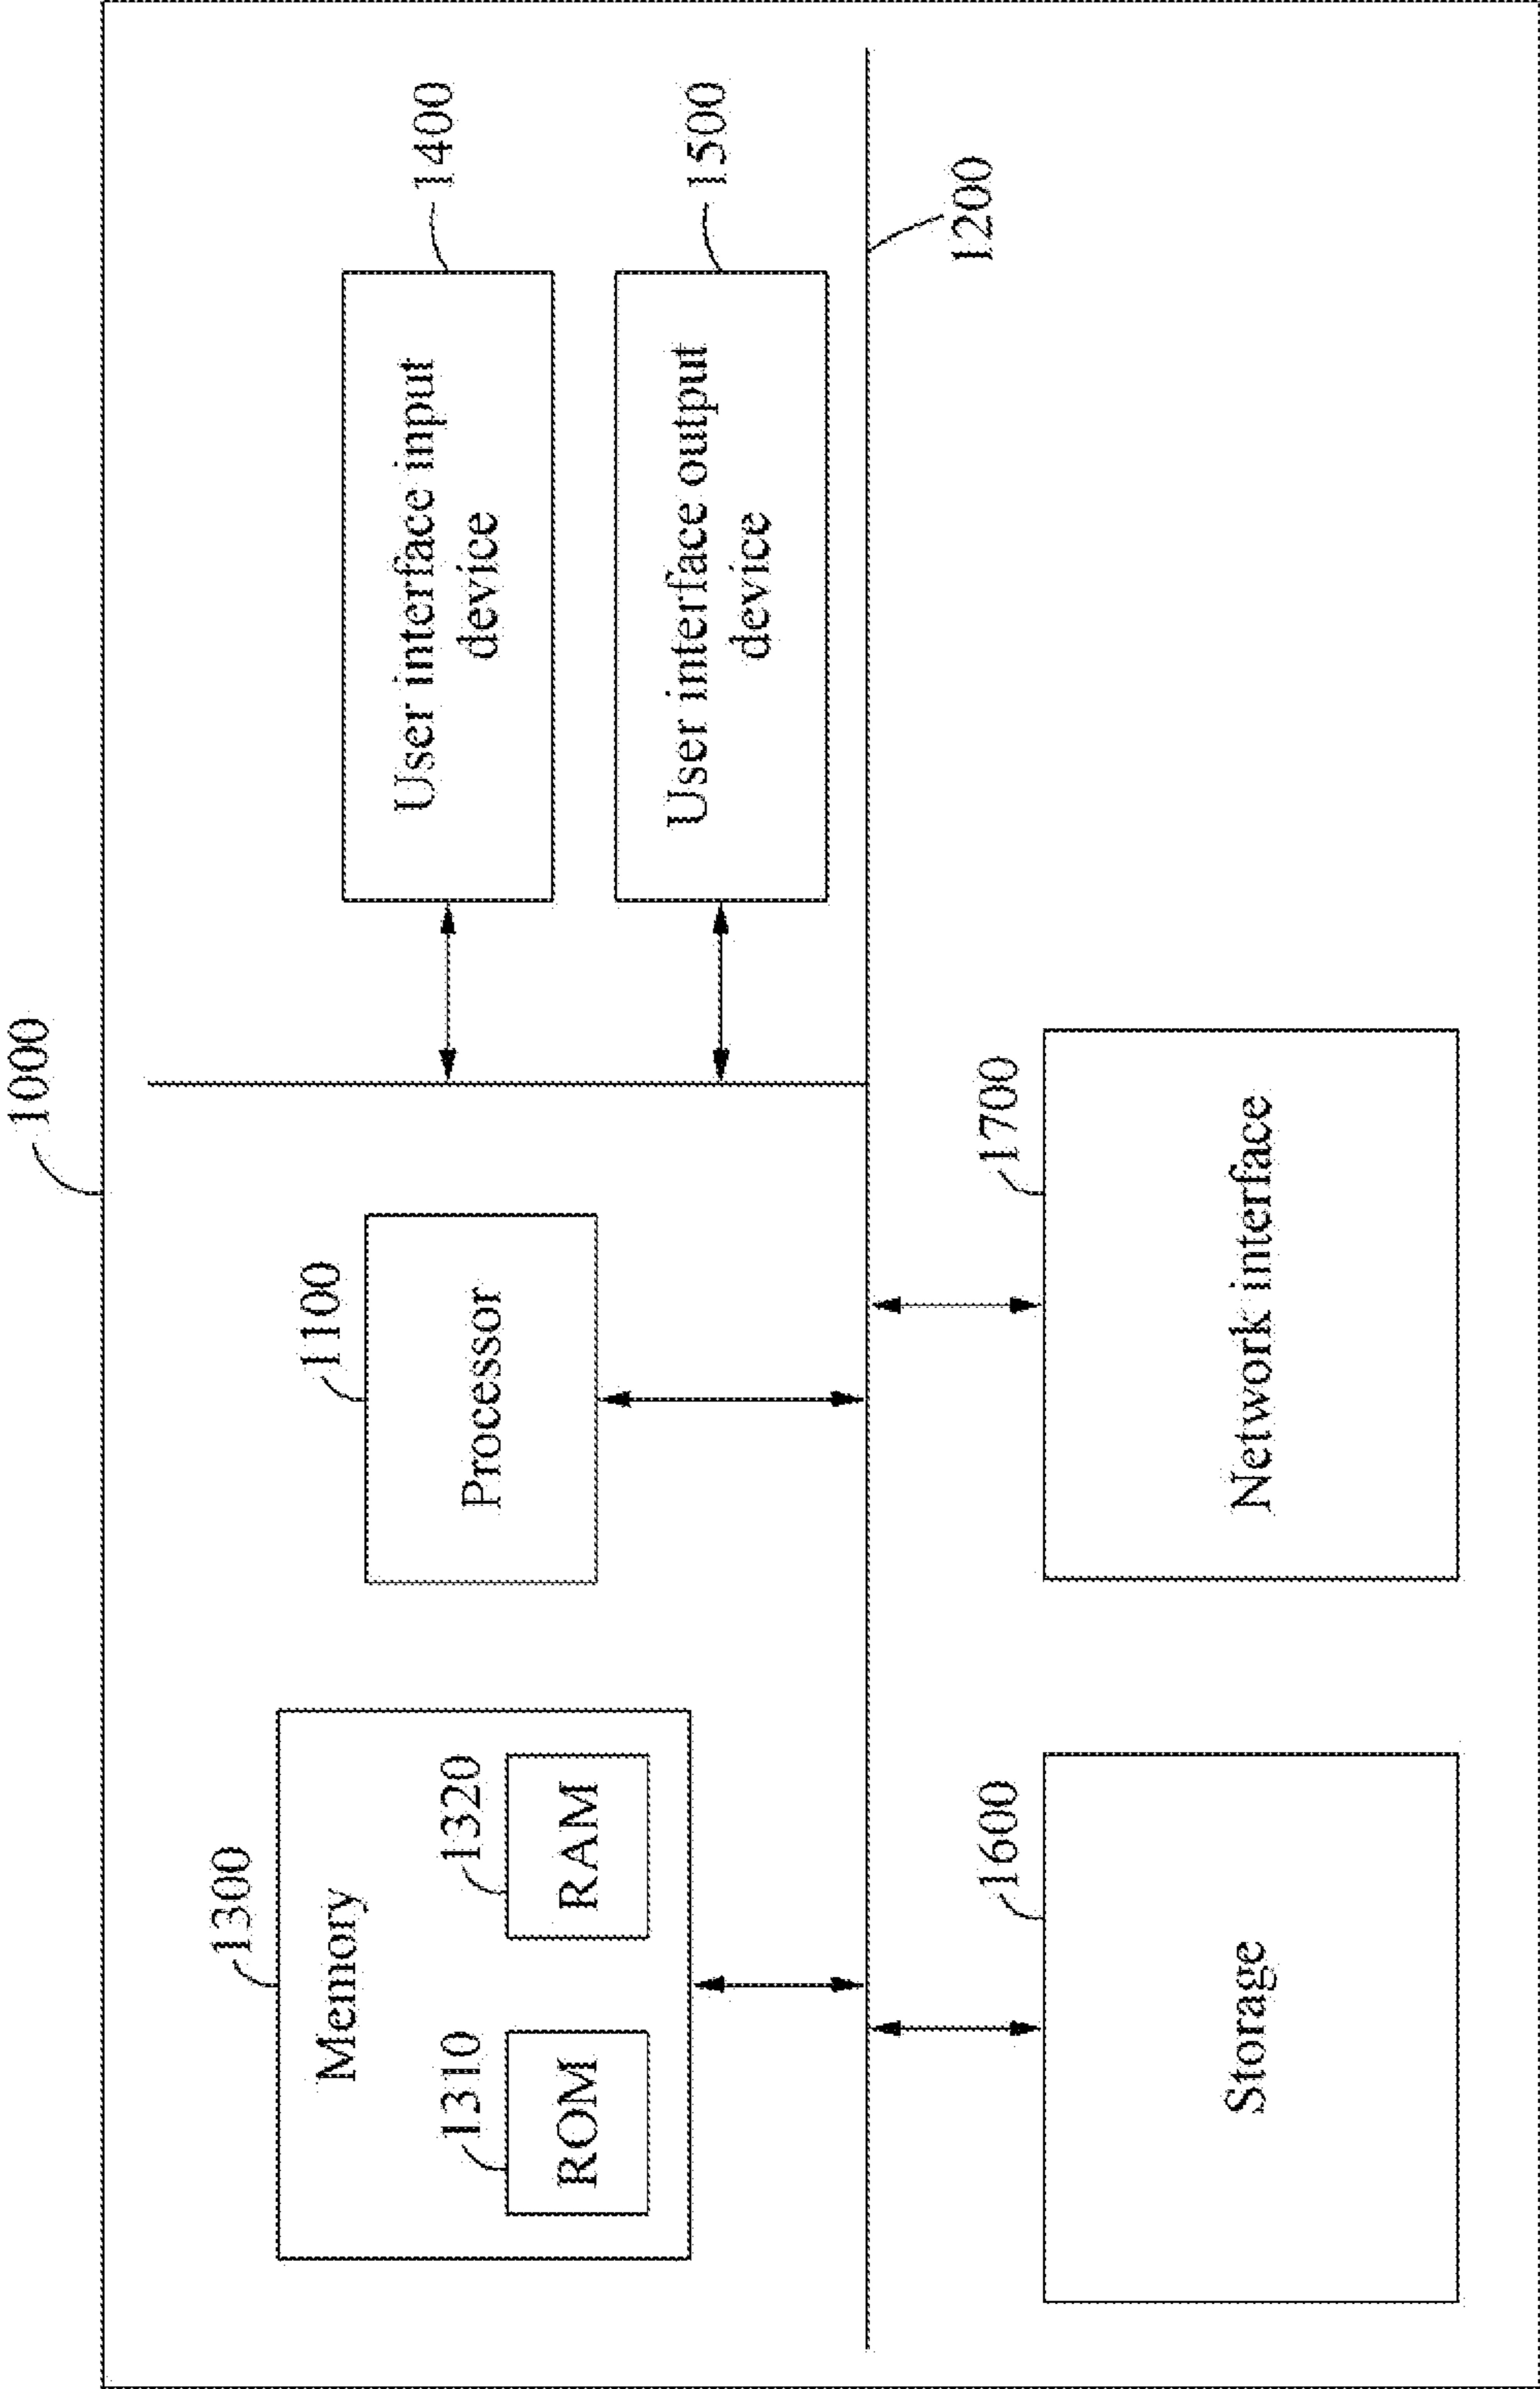 1000
1300
Memory
1310
ROM
1320
RAM
1100
Processor
User interface input
device
1400
User interface output
device
1500
1200
1600
Storage
1700
Network interface